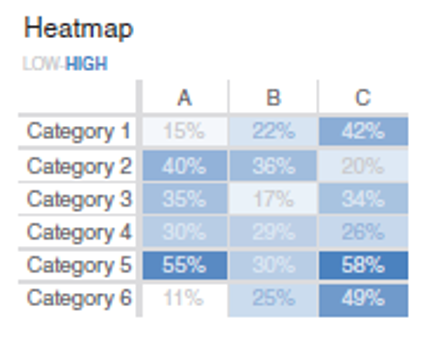 Heatmap
LOW-HIGH
A B C
Category 1 15% 22% 42%
Category 2 40% 36% 20%
Category 3 35% 17% 34%
Category 4 30% 29% 26%
Category 5 55% 30% 58%
Category 6 11% 25% 49%